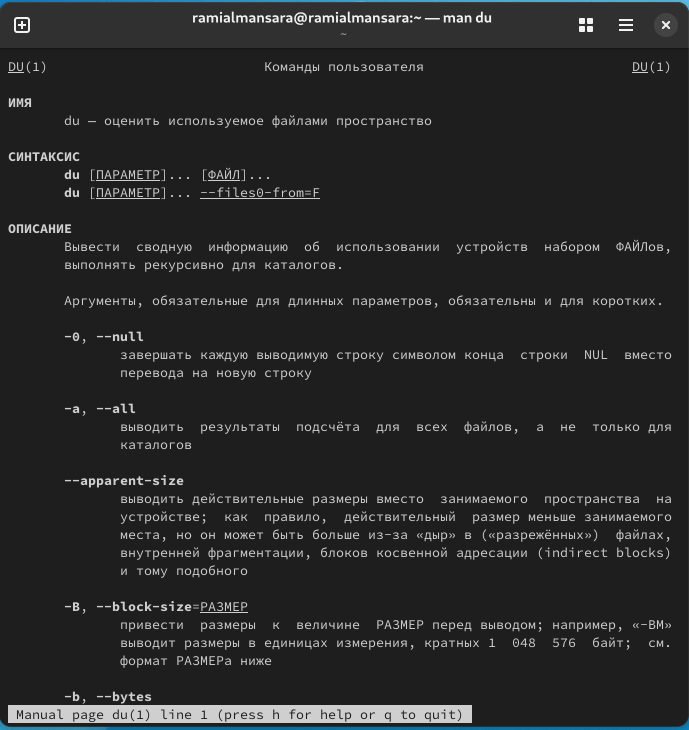 ramialmansara@ramialmansara:~ — man du
~
DU(1) Команды пользователя DU(1)
ИМЯ
du — оценить используемое файлами пространство
СИНТАКСИС
du [ПАРАМЕТР]... [ФАЙЛ]...
du [ПАРАМЕТР]... --files0-from=F
ОПИСАНИЕ
Вывести сводную информацию об использовании устройств набором ФАЙЛов,
выполнять рекурсивно для каталогов.
Аргументы, обязательные для длинных параметров, обязательны и для коротких.
-0, --null
завершать каждую выводимую строку символом конца строки NUL вместо
перевода на новую строку
-a, --all
выводить результаты подсчёта для всех файлов, а не только для
каталогов
--apparent-size
выводить действительные размеры вместо занимаемого пространства на
устройстве; как правило, действительный размер меньше занимаемого
места, но он может быть больше из-за «дыр» в («разрежённых») файлах,
внутренней фрагментации, блоков косвенной адресации (indirect blocks)
и тому подобного
-B, --block-size=РАЗМЕР
привести размеры к величине РАЗМЕР перед выводом; например, «-BM»
выводит размеры в единицах измерения, кратных 1 048 576 байт; см.
формат РАЗМЕРа ниже
-b, --bytes
Manual page du(1) line 1 (press h for help or q to quit)